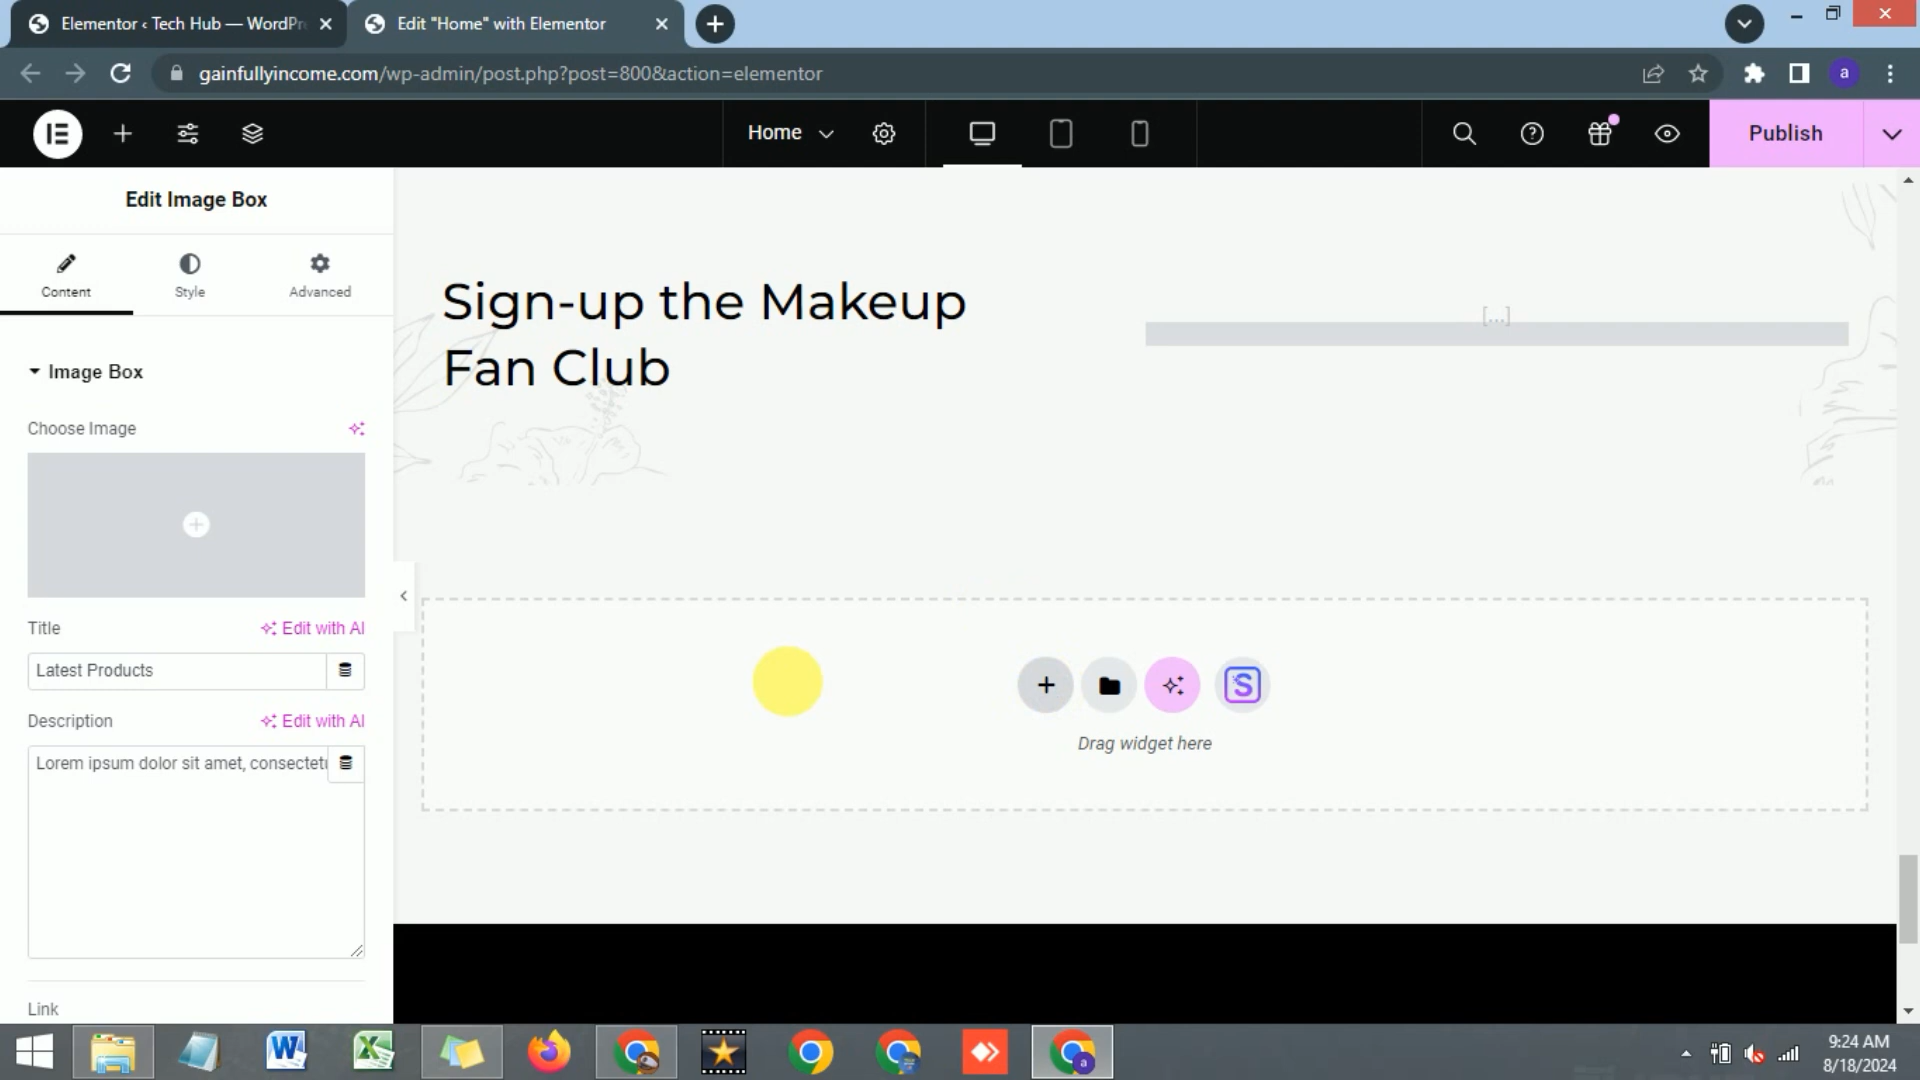 Elementor ‹ Tech Hub — WordPr
Edit "Home" with Elementor
gainfullyincome.com/wp-admin/post.php?post=800&action=elementor
a
Home
Publish
Edit Image Box
Content
Style
Advanced
Image Box
Choose Image
Title
Edit with AI
Latest Products
Description
Edit with AI
Lorem ipsum dolor sit amet, consectetu
Link
Sign-up the Makeup
Fan Club
[...]
Drag widget here
9:24 AM
8/18/2024